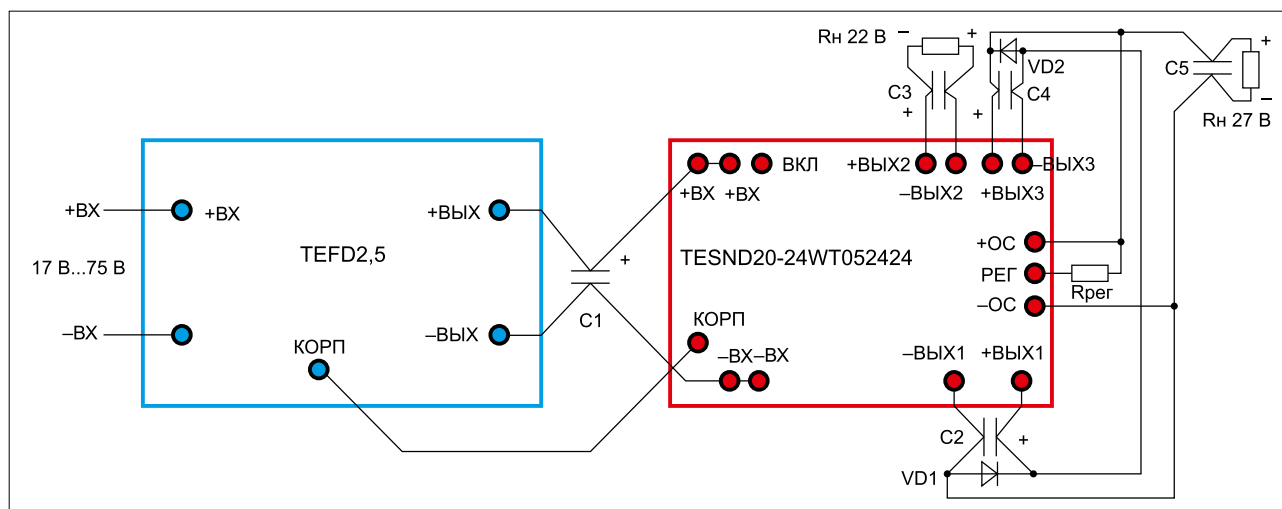 Rн 22 В
–
+
VD2
C3
+
+
C4
C5
+
–
Rн 27 В
ВКЛ
+ВЫХ2
–ВЫХ3
+ВХ
+ВХ
–ВЫХ2
+ВЫХ3
+ВХ
+ВХ
+ВЫХ
17 В...75 В
TEFD2,5
+
C1
TESND20-24WT052424
+ОС
РЕГ
Rрег
–ОС
–ВХ
–ВЫХ
КОРП
КОРП
–ВХ
–ВХ
–ВЫХ1
+ВЫХ1
C2
+
VD1